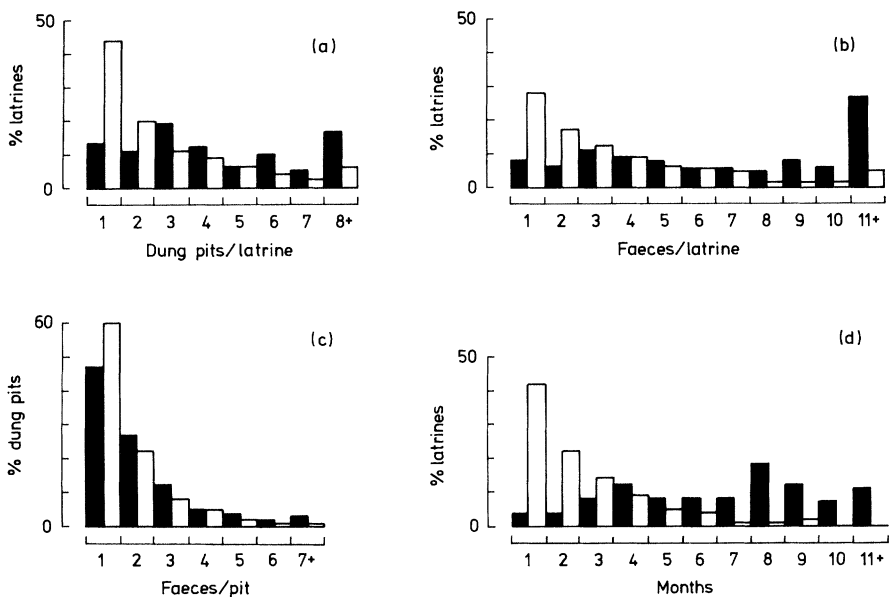 (a)
50
0
% latrines
1 2 3 4 5 6 7 8+
Dung pits/latrine
(b)
50
0
% latrines
1 2 3 4 5 6 7 8 9 10 11+
Faeces/latrine
(c)
60
0
% dung pits
1 2 3 4 5 6 7+
Faeces/pit
(d)
50
0
% latrines
1 2 3 4 5 6 7 8 9 10 11+
Months